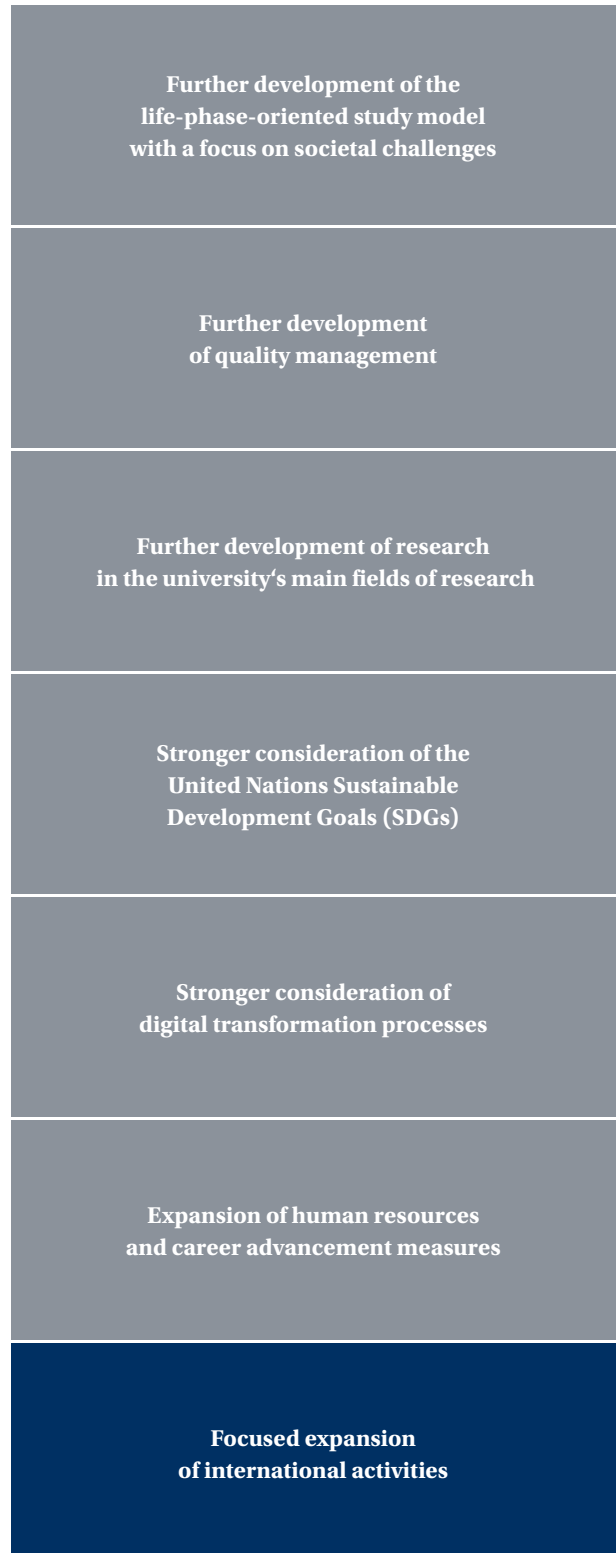 Further development of the
life-phase-oriented study model
with a focus on societal challenges
Further development
of quality management
Further development of research
in the university‘s main fields of research
Stronger consideration of the
United Nations Sustainable
Development Goals (SDGs)
Stronger consideration of
digital transformation processes
Expansion of human resources
and career advancement measures
Focused expansion
of international activities